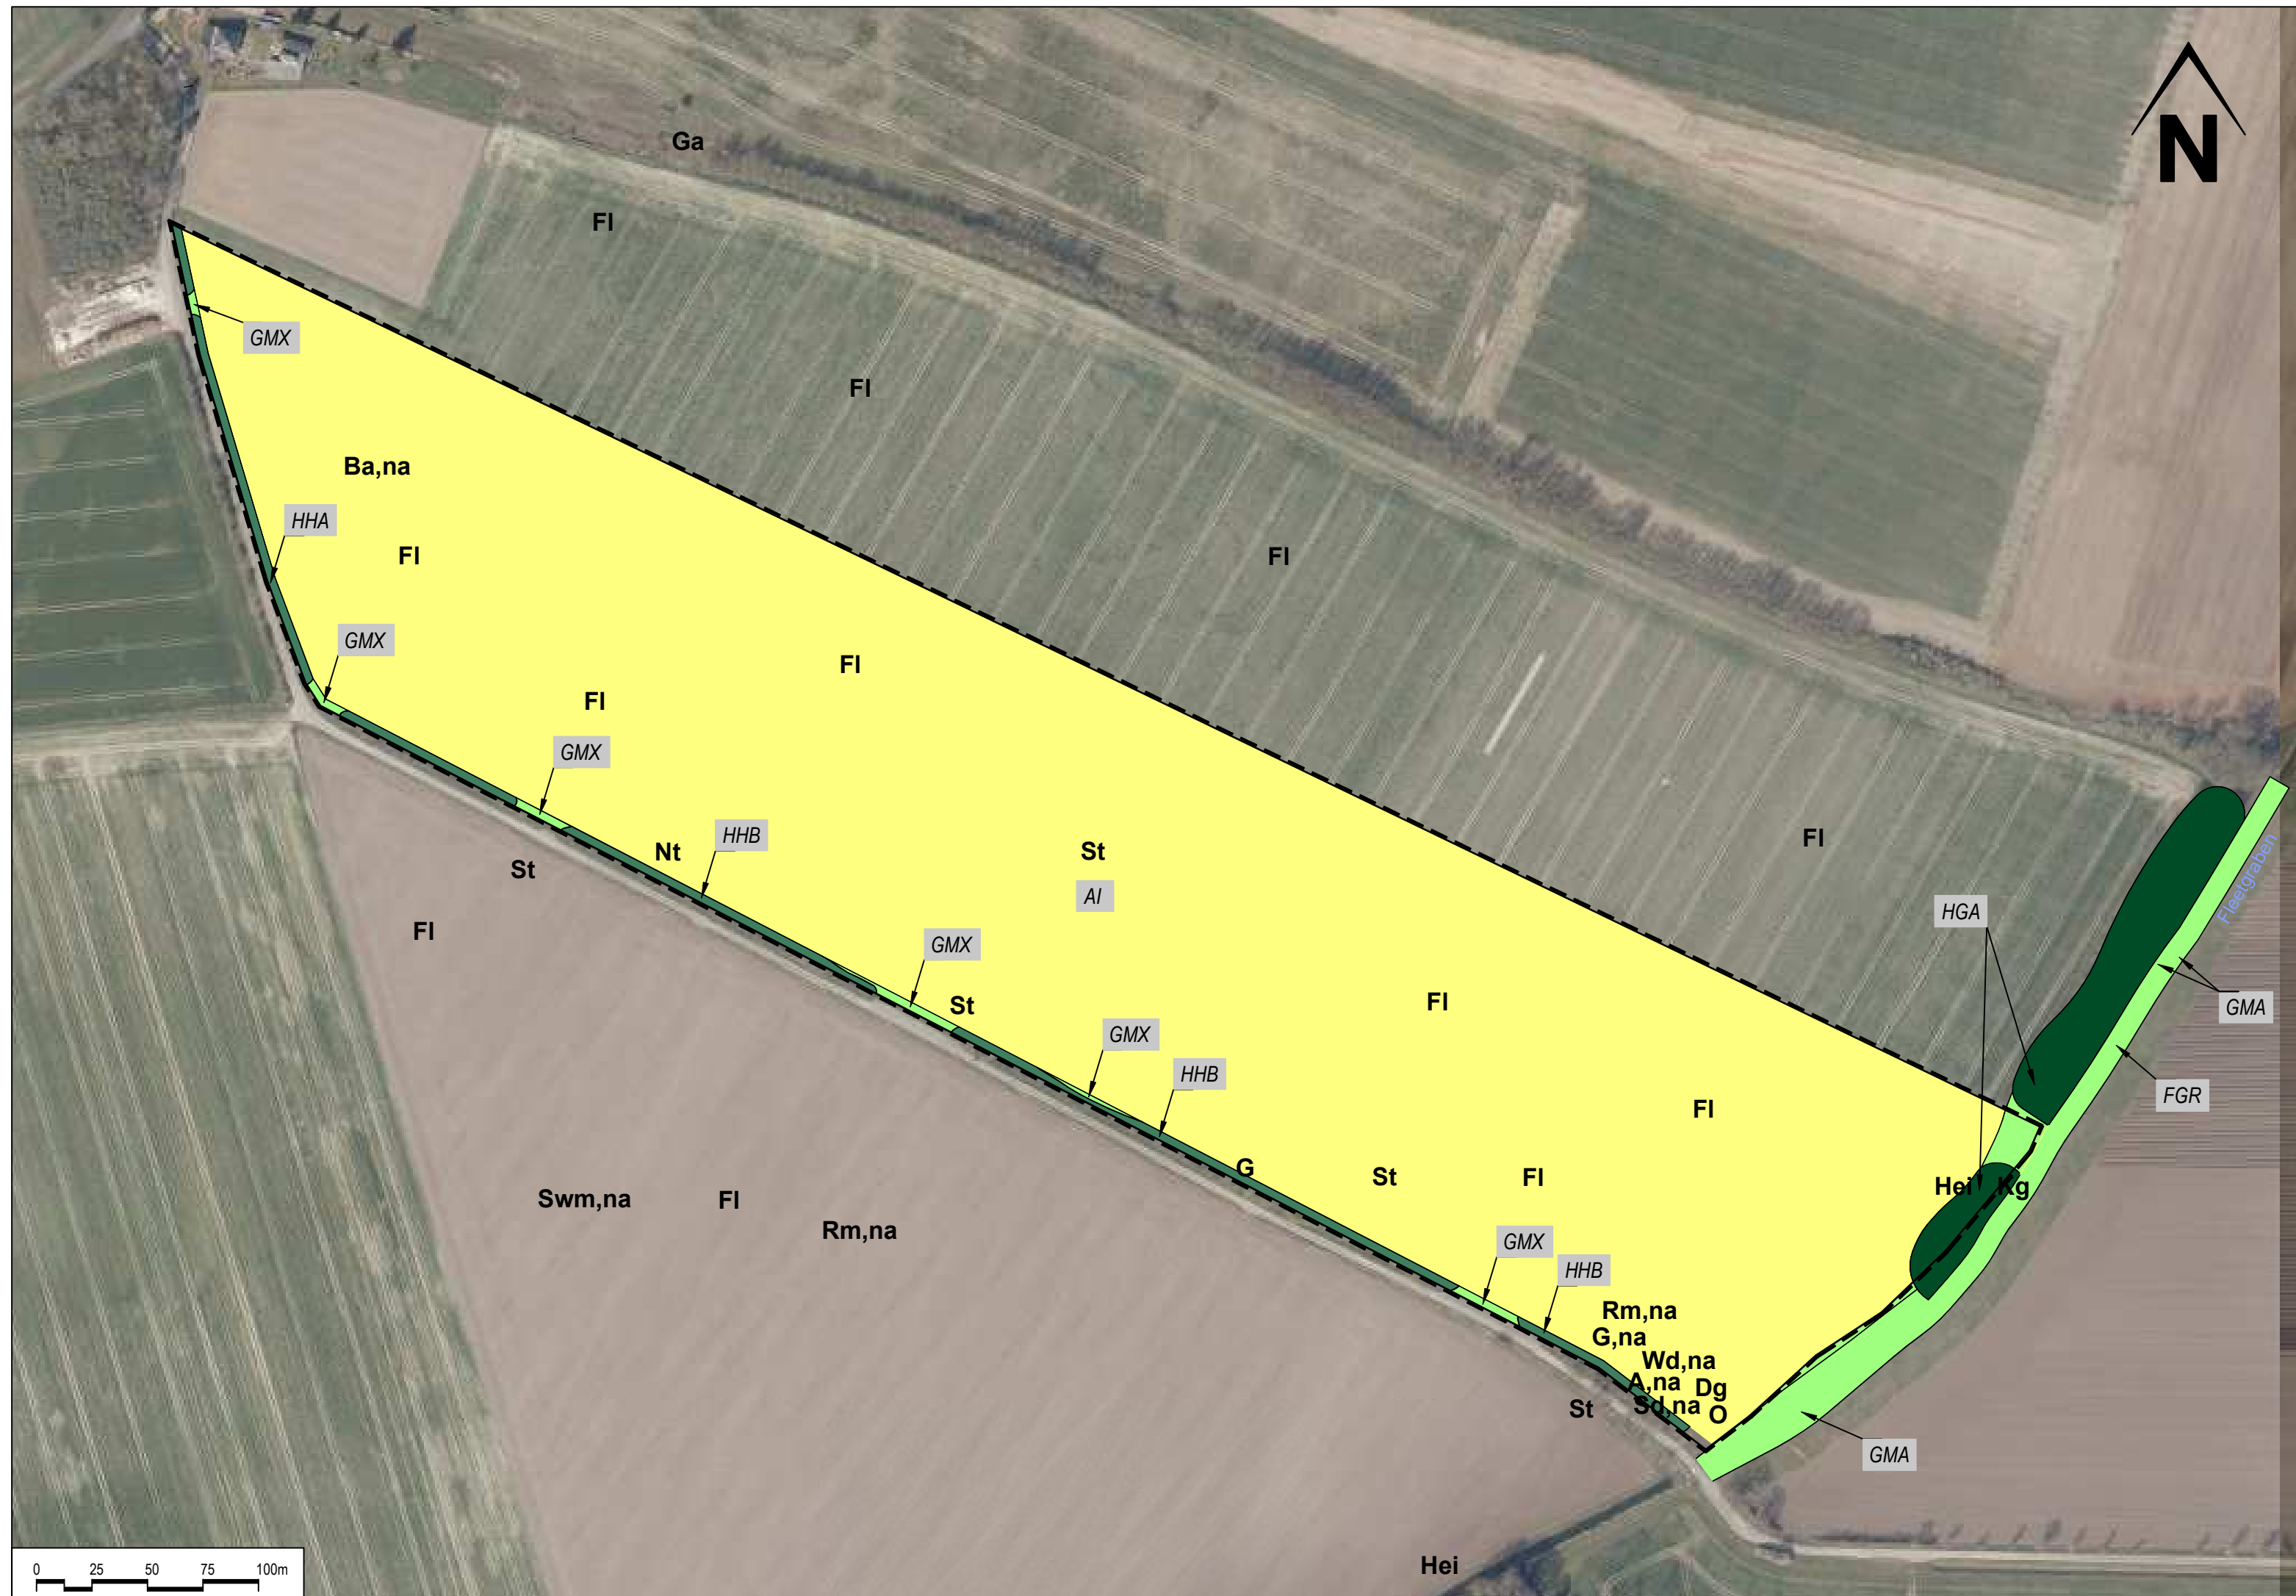 N
Ga
Fl
GMX
Fl
Ba,na
HHA
Fl
Fl
GMX
Fl
Fl
GMX
HHB
Nt
St
St
Fl
Fleetgraben
AI
HGA
Fl
GMX
St
Fl
GMA
GMX
HHB
FGR
Fl
G
St
Fl
Hei
Kg
Swm,na
Fl
Rm,na
GMX
HHB
Rm,na
G,na
Wd,na
A,na
Dg
Sd,na
O
St
GMA
Hei
0 25 50 75 100m